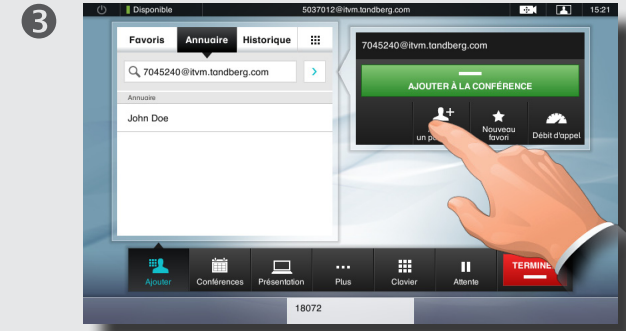 3
Disponible 5037012@itvm.tandberg.com 15:21
Favoris Annuaire Historique
7045240@itvm.tandberg.com
7045240@itvm.tandberg.com
AJOUTER À LA CONFÉRENCE
Annuaire
John Doe
un
Nouveau
favori
Débit d'appel
Ajouter Conférences Présentation Plus Clavier Attente
18072